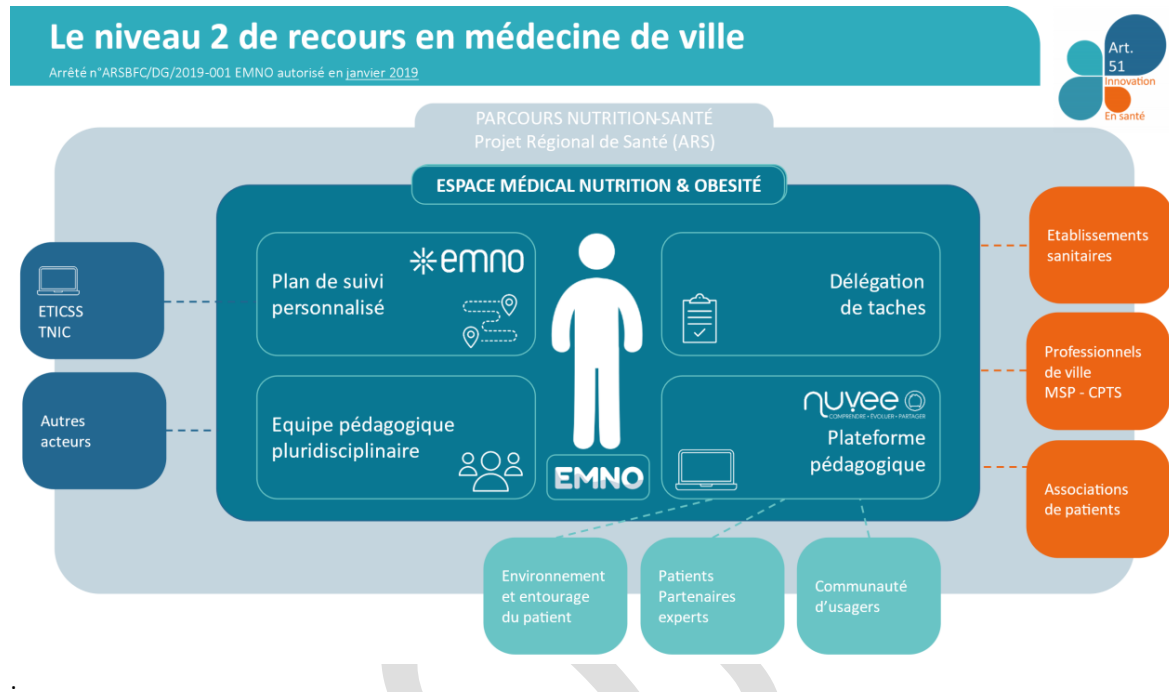 Le niveau 2 de recours en médecine de ville
Arrêté n°ARSBFC/DG/2019-001 EMNO autorisé en janvier 2019
Art.
51
Innovation
En santé
PARCOURS NUTRITION-SANTÉ
Projet Régional de Santé (ARS)
ESPACE MÉDICAL NUTRITION & OBESITÉ
ETICSS
TNIC
Autres
acteurs
Plan de suivi
personnalisé
emno
Equipe pédagogique
pluridisciplinaire
EMNO
Délégation
de taches
nuvee
COMPRENDRE - ÉVOLUER - PARTAGER
Plateforme
pédagogique
Etablissements
sanitaires
Professionnels
de ville
MSP - CPTS
Associations
de patients
Environnement
et entourage
du patient
Patients
Partenaires
experts
Communauté
d'usagers
.